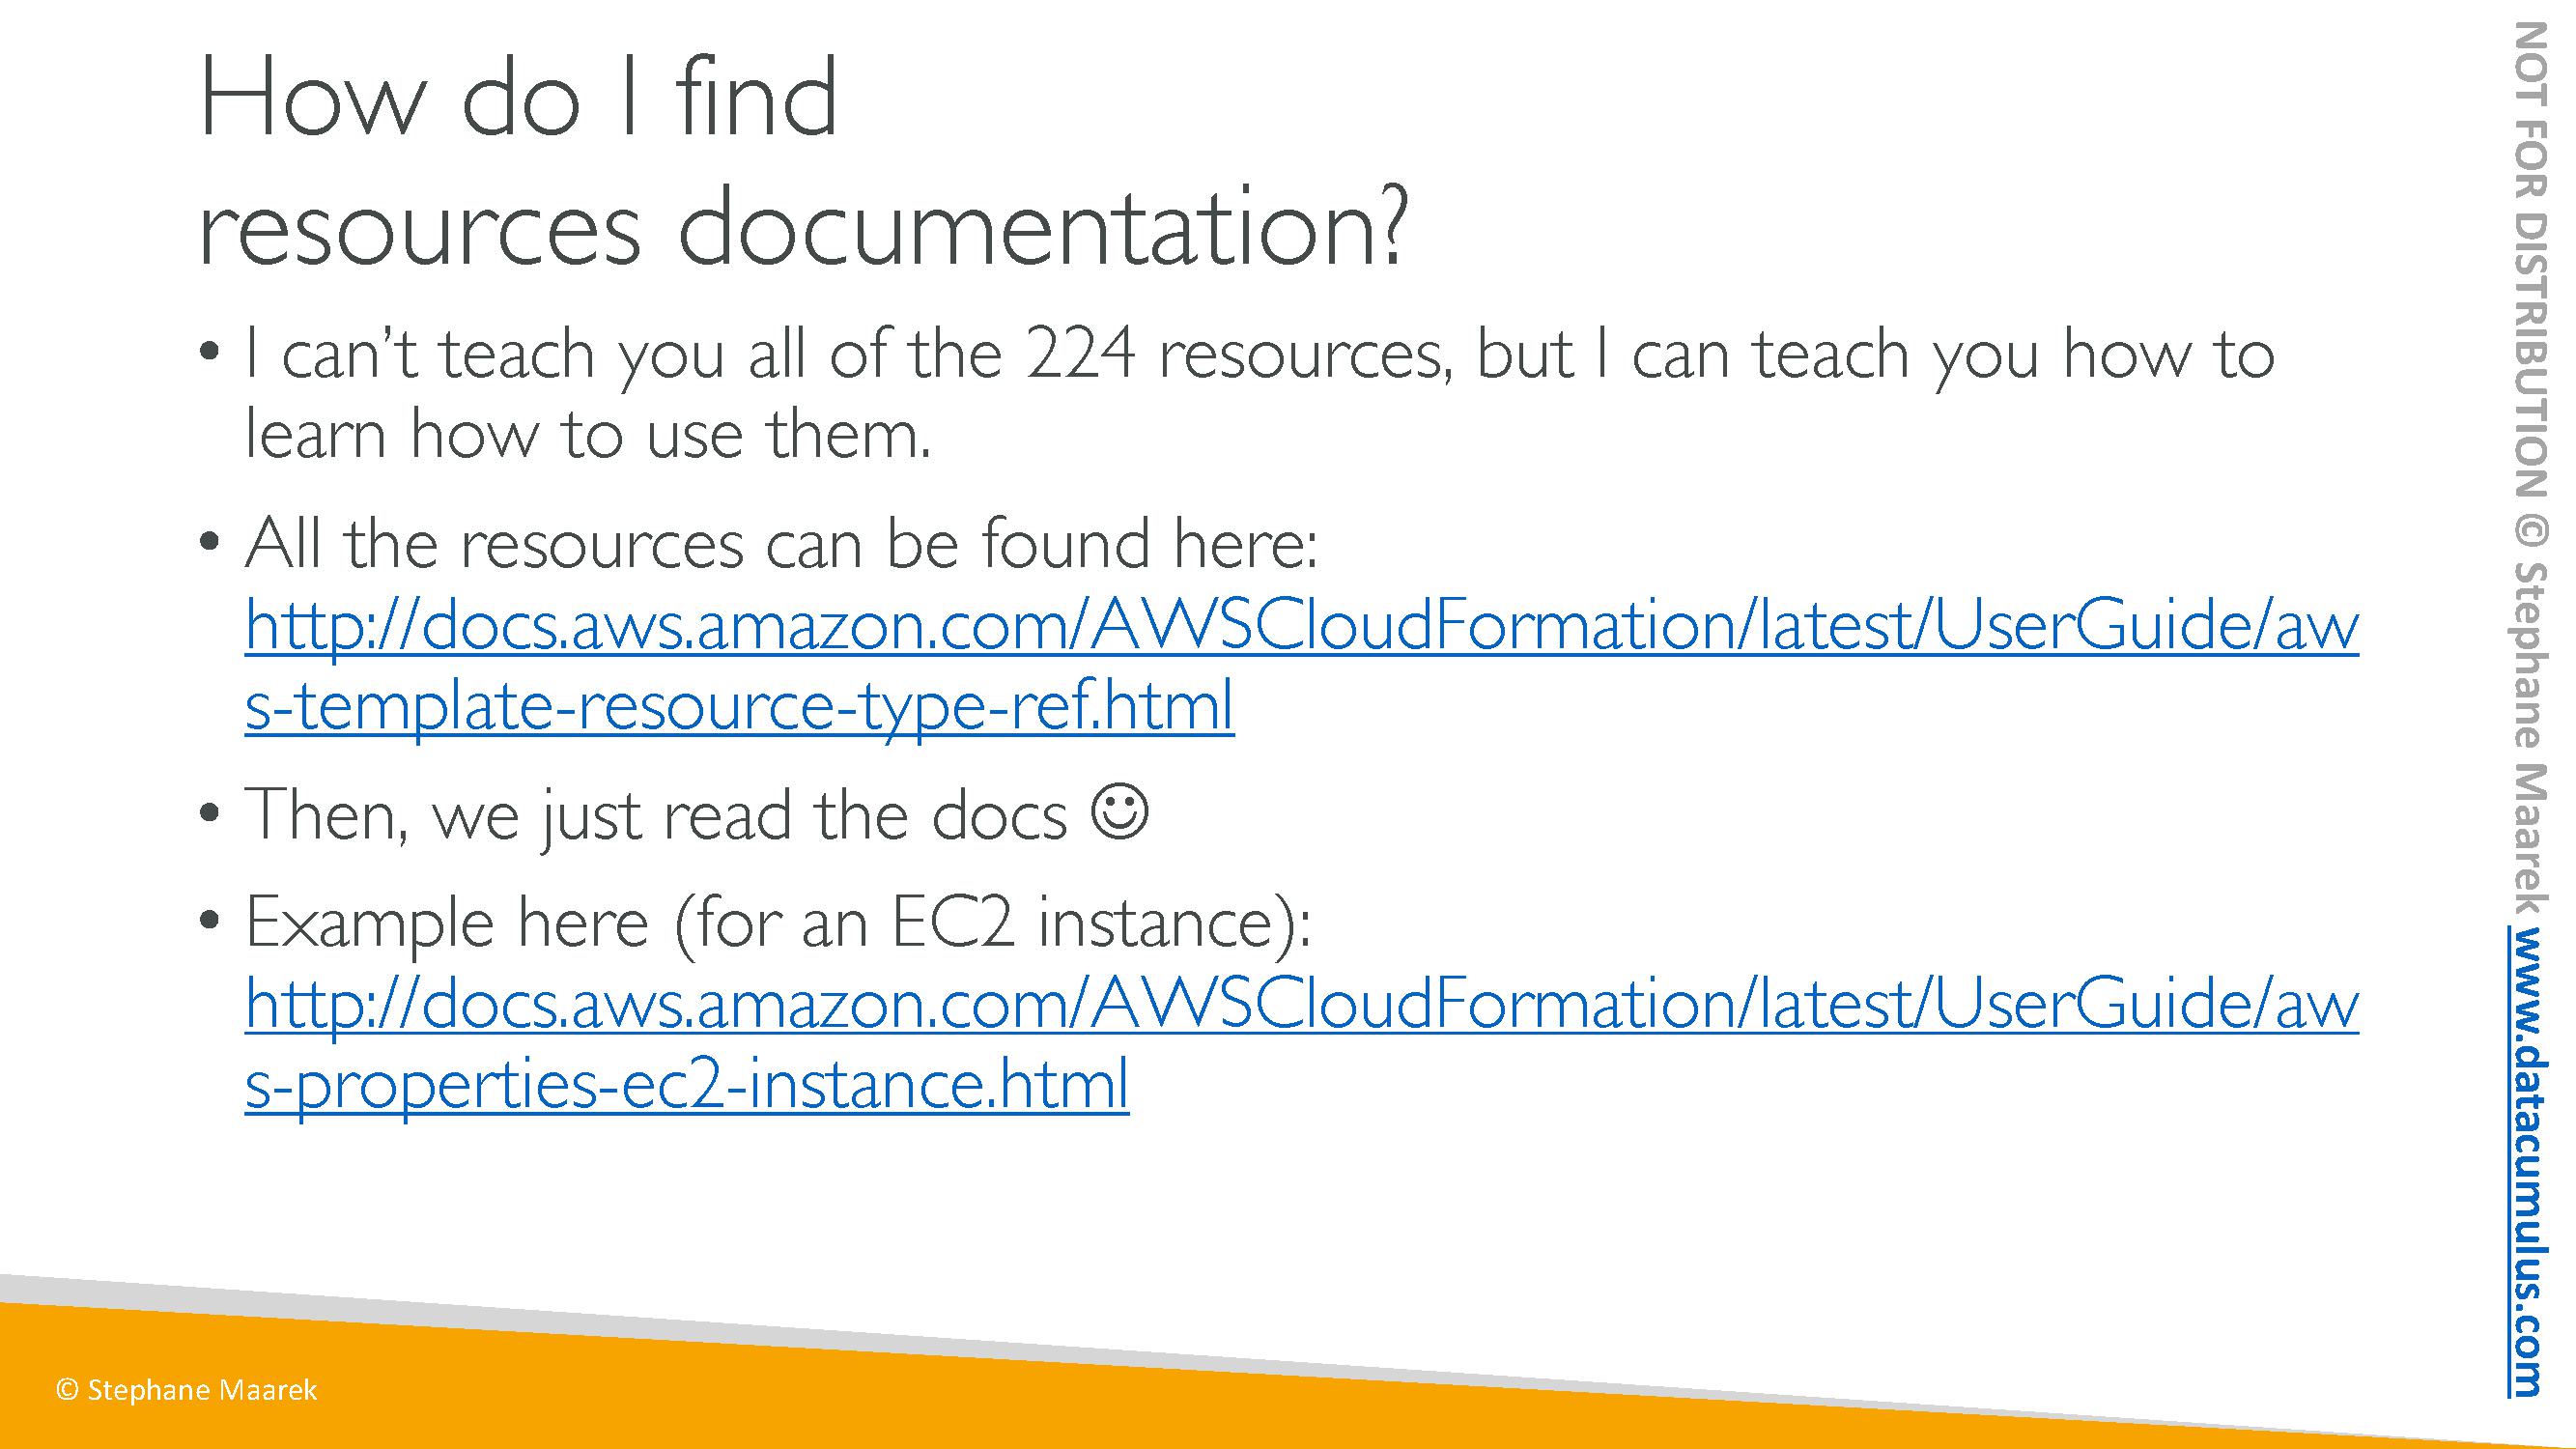 How do I find
resources documentation?
• I can’t teach you all of the 224 resources, but I can teach you how to
learn how to use them.
• All the resources can be found here:
http://docs.aws.amazon.com/AWSCloudFormation/latest/UserGuide/aw
s-template-resource-type-ref.html
• Then, we just read the docs ☺
• Example here (for an EC2 instance):
http://docs.aws.amazon.com/AWSCloudFormation/latest/UserGuide/aw
s-properties-ec2-instance.html
© Stephane Maarek
NOT FOR DISTRIBUTION © Stephane Maarek www.datacumulus.com